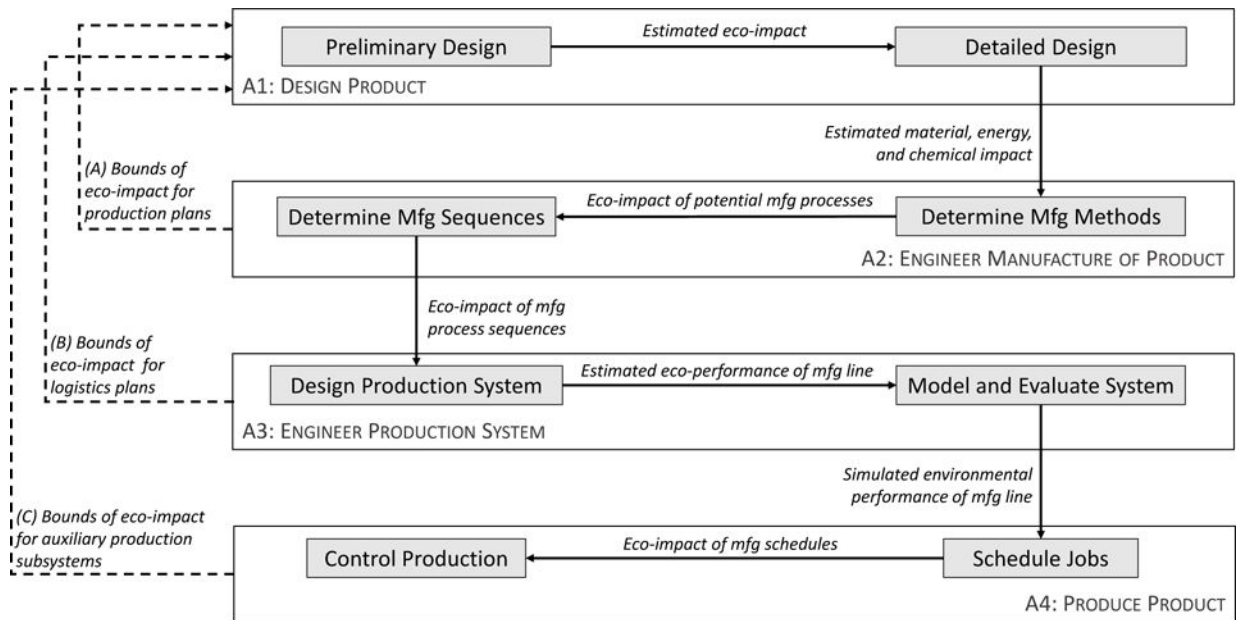 Estimated eco-impact
Preliminary Design
Detailed Design
A1: DESIGN PRODUCT
Estimated material, energy,
and chemical impact
(A) Bounds of
eco-impact for
production plans
Eco-impact of potential mfg processes
Determine Mfg Sequences
Determine Mfg Methods
A2: ENGINEER MANUFACTURE OF PRODUCT
Eco-impact of mfg
process sequences
(B) Bounds of
eco-impact for
logistics plans
Estimated eco-performance of mfg line
Design Production System
Model and Evaluate System
A3: ENGINEER PRODUCTION SYSTEM
Simulated environmental
performance of mfg line
(C) Bounds of eco-impact
for auxiliary production
subsystems
Eco-impact of mfg schedules
Control Production
Schedule Jobs
A4: PRODUCE PRODUCT